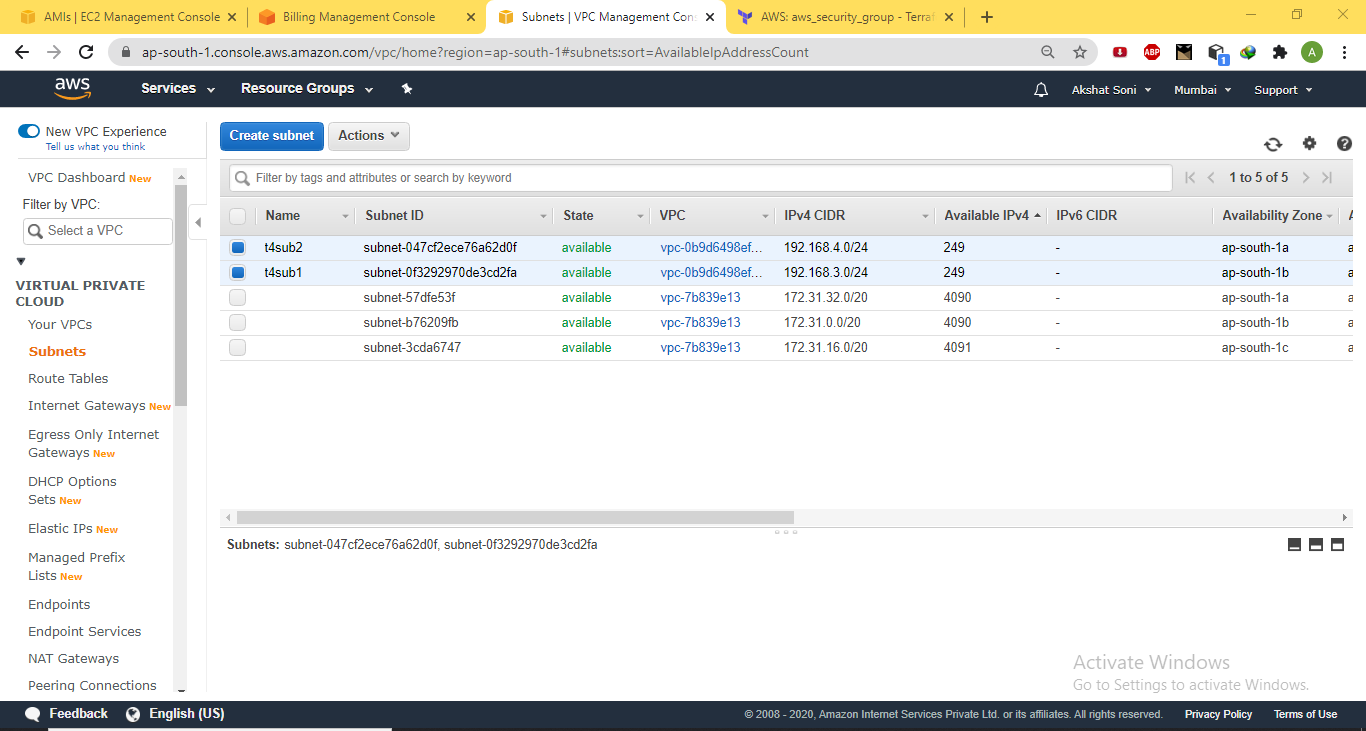 AMIs | EC2 Management Console
Billing Management Console
Subnets | VPC Management Con
AWS: aws_security_group - Terraf
ap-south-1.console.aws.amazon.com/vpc/home?region=ap-south-1#subnets:sort=AvailableIpAddressCount
ABP
1
A
aws
Services
Resource Groups
Akshat Soni
Mumbai
Support
New VPC Experience
Tell us what you think
VPC Dashboard New
Filter by VPC:
Select a VPC
VIRTUAL PRIVATE
CLOUD
Your VPCs
Subnets
Route Tables
Internet Gateways New
Egress Only Internet
Gateways New
DHCP Options
Sets New
Elastic IPs New
Managed Prefix
Lists New
Endpoints
Endpoint Services
NAT Gateways
Peering Connections
Create subnet
Actions
Filter by tags and attributes or search by keyword
1 to 5 of 5
Name Subnet ID State VPC IPv4 CIDR Available IPv4 IPv6 CIDR Availability Zone A
t4sub2 subnet-047cf2ece76a62d0f available vpc-0b9d6498ef... 192.168.4.0/24 249 - ap-south-1a a
t4sub1 subnet-0f3292970de3cd2fa available vpc-0b9d6498ef... 192.168.3.0/24 249 - ap-south-1b a
subnet-57dfe53f available vpc-7b839e13 172.31.32.0/20 4090 - ap-south-1a a
subnet-b76209fb available vpc-7b839e13 172.31.0.0/20 4090 - ap-south-1b a
subnet-3cda6747 available vpc-7b839e13 172.31.16.0/20 4091 - ap-south-1c a
Subnets: subnet-047cf2ece76a62d0f, subnet-0f3292970de3cd2fa
Activate Windows
Go to Settings to activate Windows.
Feedback
English (US)
© 2008 - 2020, Amazon Internet Services Private Ltd. or its affiliates. All rights reserved.
Privacy Policy
Terms of Use